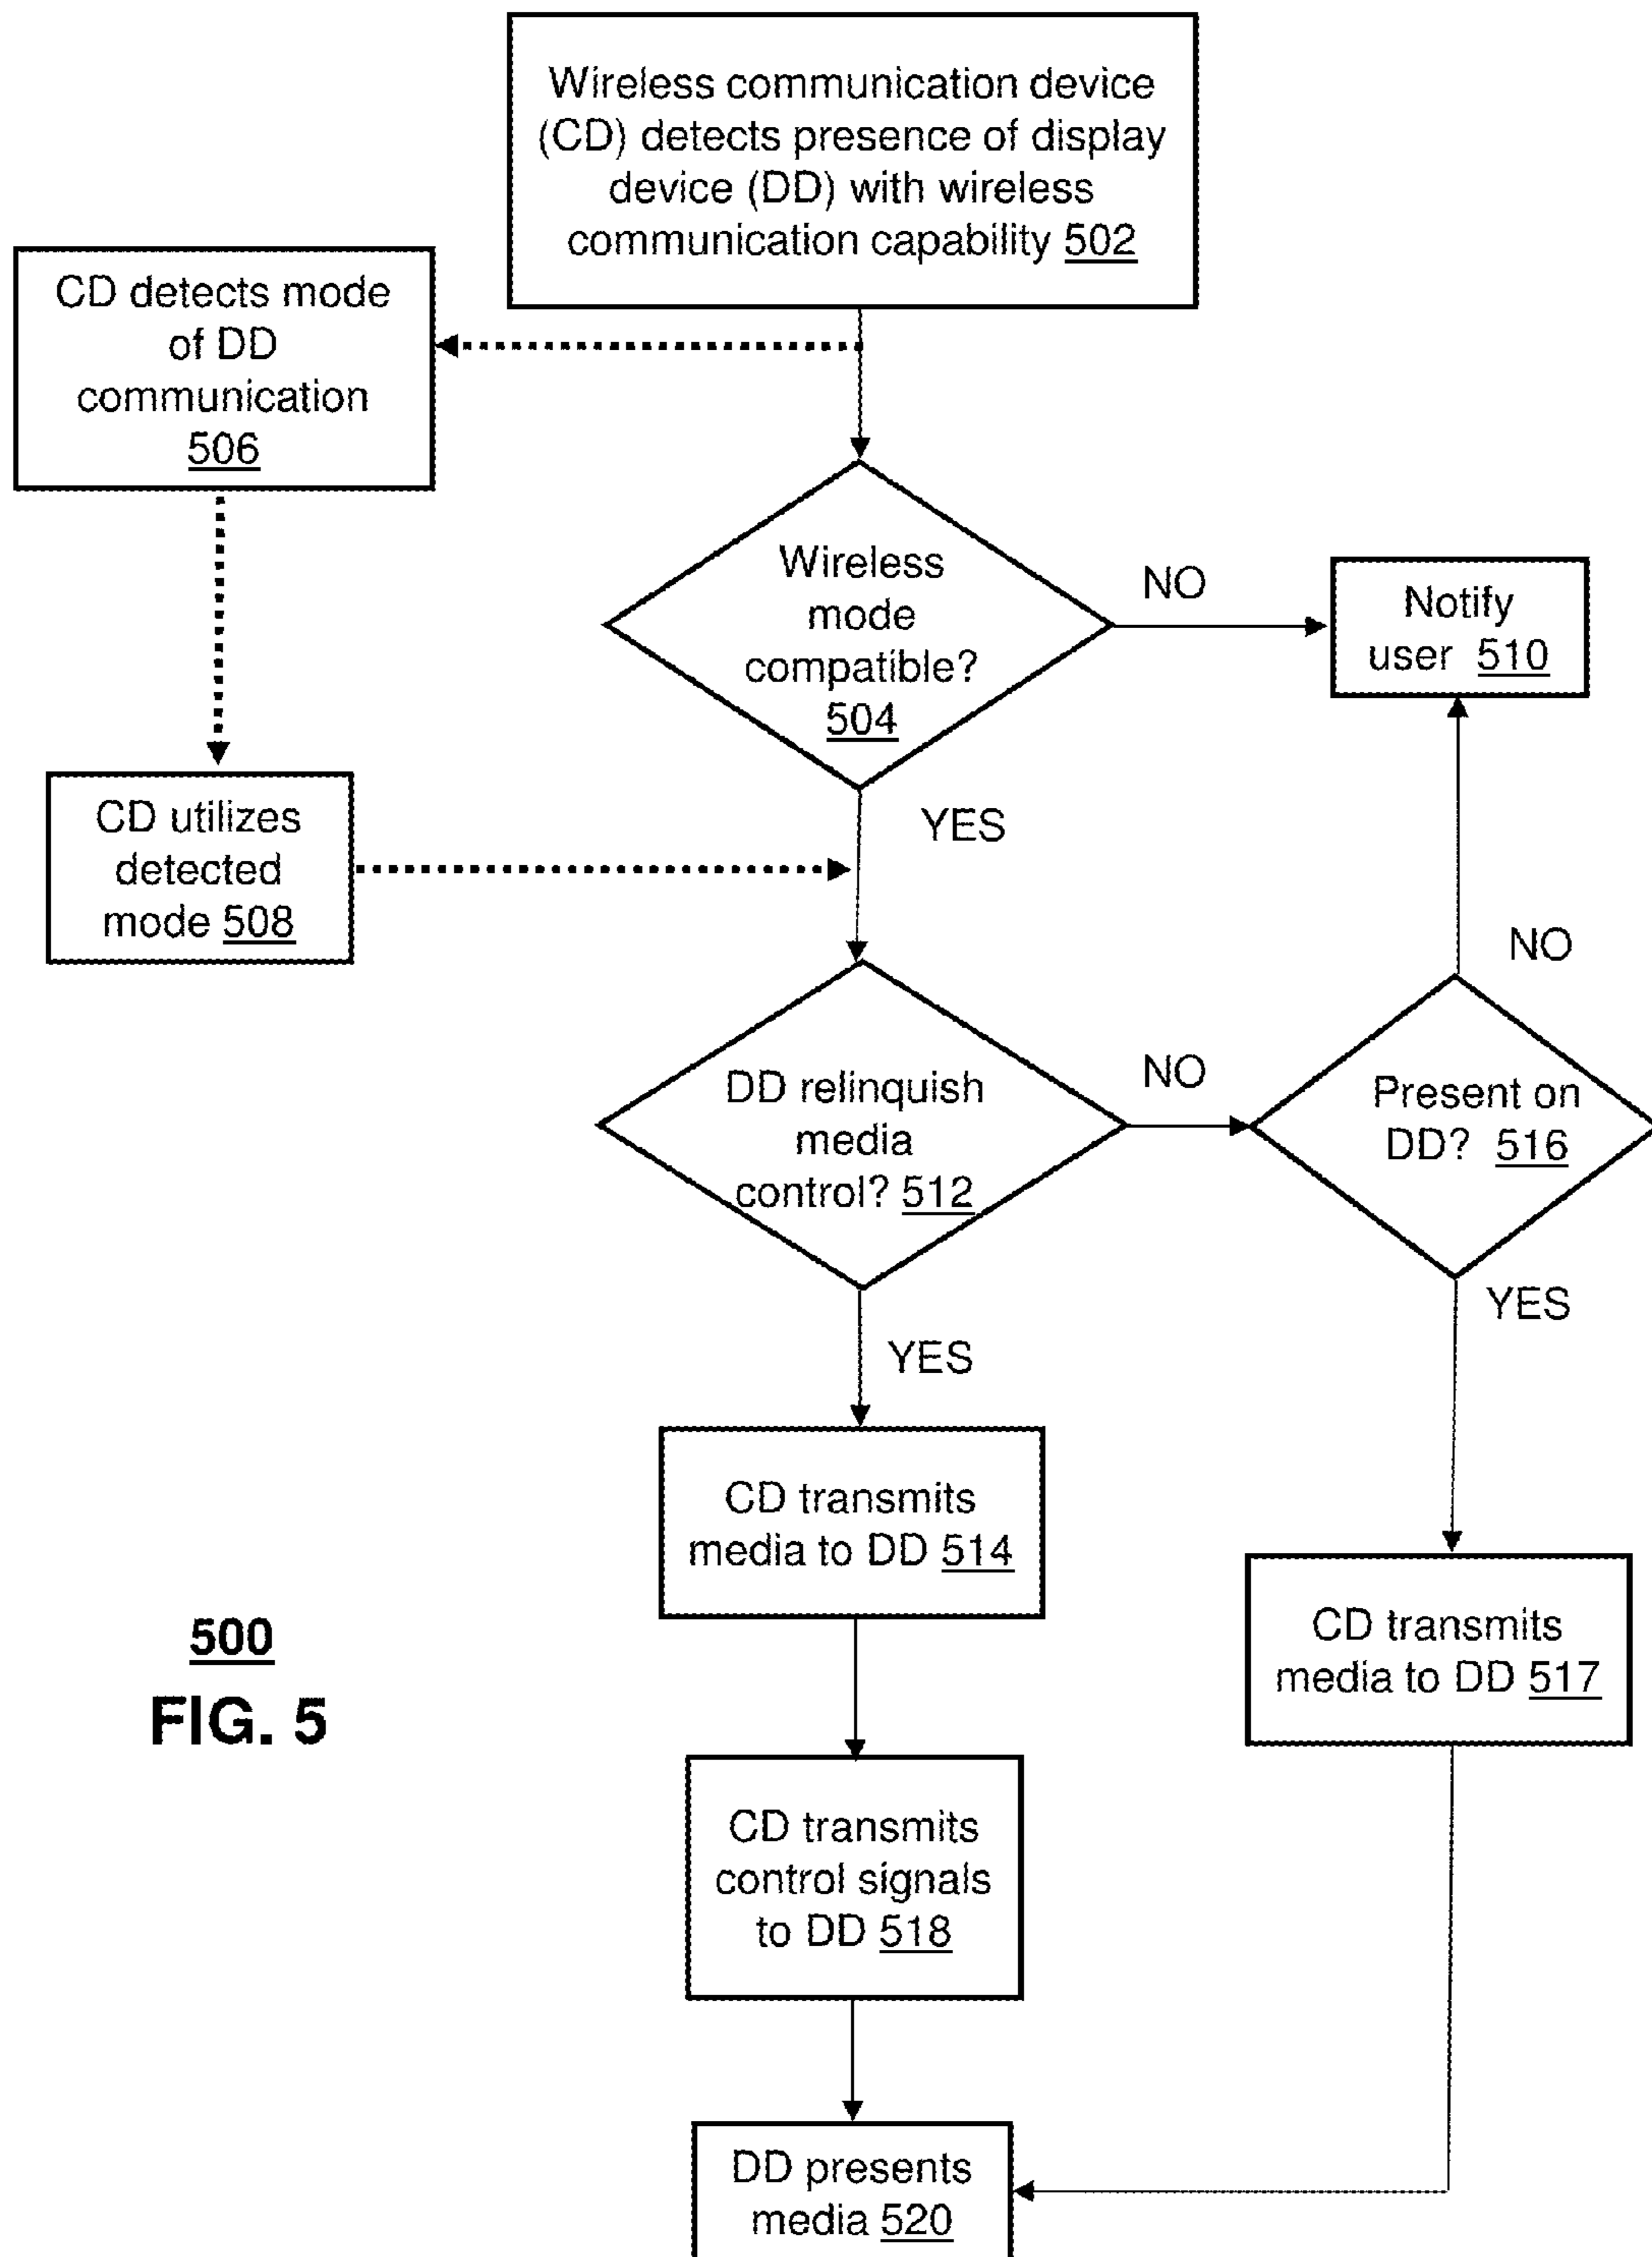 Wireless communication device
(CD) detects presence of display
device (DD) with wireless
communication capability 502
CD detects mode
of DD
communication
506
Wireless
mode
compatible?
504
NO
Notify
user 510
YES
CD utilizes
detected
mode 508
NO
DD relinquish
media
control? 512
NO
Present on
DD? 516
YES
YES
CD transmits
media to DD 514
CD transmits
media to DD 517
500
FIG. 5
CD transmits
control signals
to DD 518
DD presents
media 520